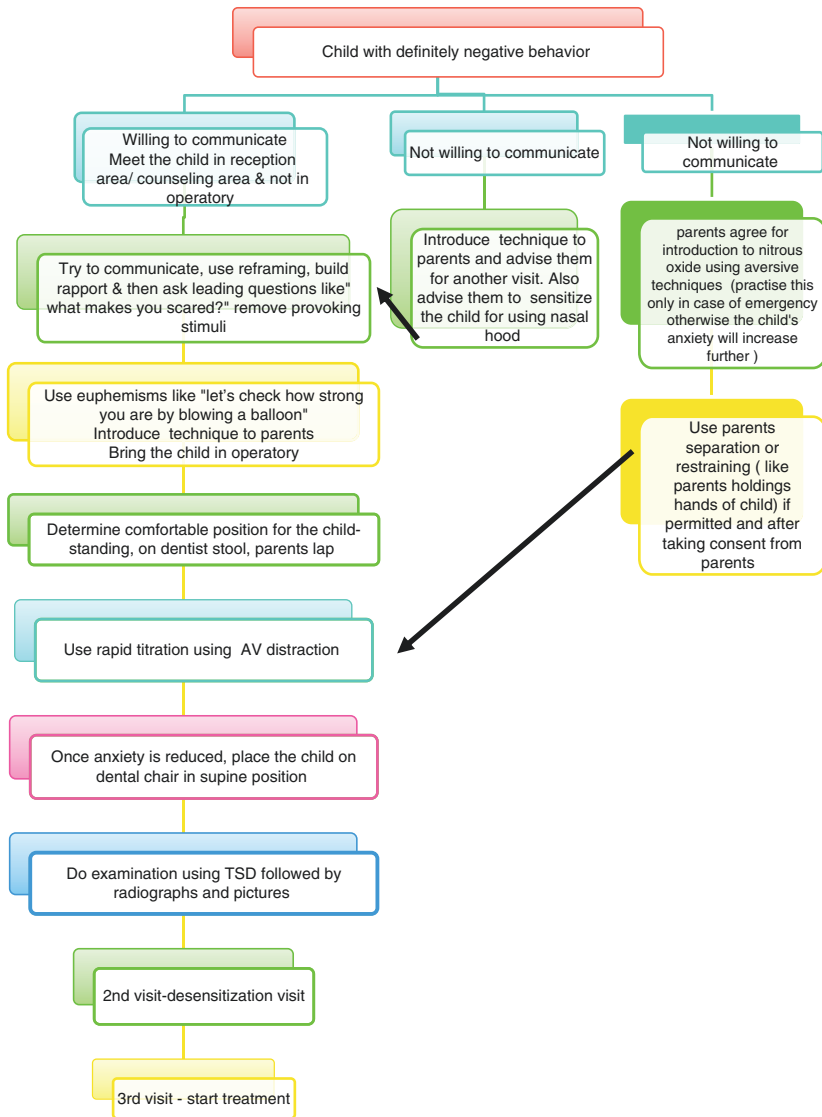 Child with definitely negative behavior
Willing to communicate
Meet the child in reception
area/ counseling area & not in
operatory
Not willing to communicate
Not willing to
communicate
Try to communicate, use reframing, build
rapport & then ask leading questions like"
what makes you scared?" remove provoking
stimuli
Introduce technique to
parents and advise them
for another visit. Also
advise them to sensitize
the child for using nasal
hood
parents agree for
introduction to nitrous
oxide using aversive
techniques (practise this
only in case of emergency
otherwise the child's
anxiety will increase
further )
Use euphemisms like "let's check how strong
you are by blowing a balloon"
Introduce technique to parents
Bring the child in operatory
Use parents
separation or
restraining ( like
parents holdings
hands of child) if
permitted and after
taking consent from
parents
Determine comfortable position for the child-
standing, on dentist stool, parents lap
Use rapid titration using AV distraction
Once anxiety is reduced, place the child on
dental chair in supine position
Do examination using TSD followed by
radiographs and pictures
2nd visit-desensitization visit
3rd visit - start treatment